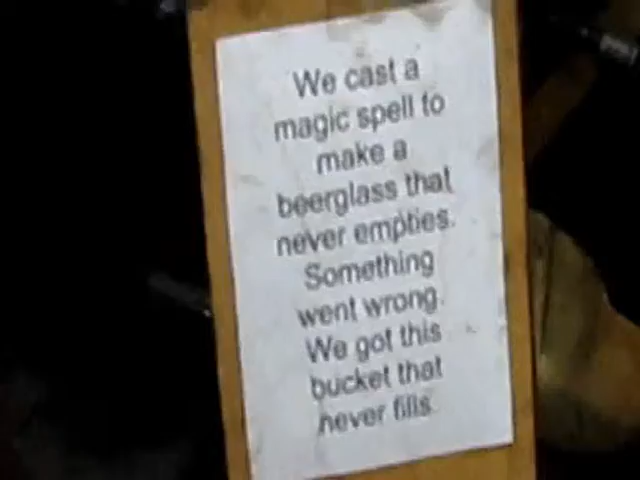 We cast a
magic spell to
make a
beerglass that
never empties.
Something
went wrong.
We got this
bucket that
never fills.